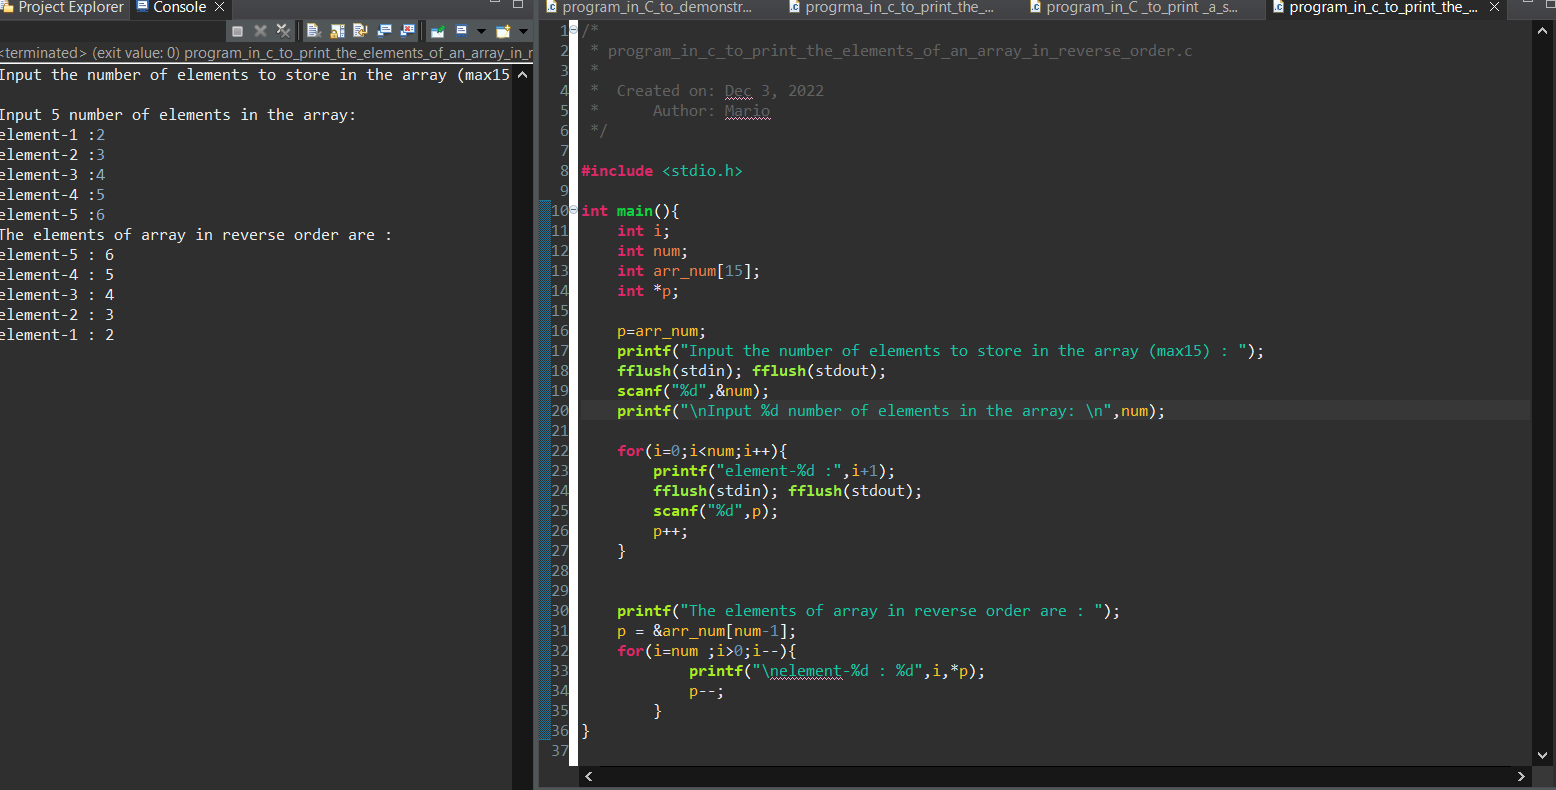 Project Explorer
Console
<terminated> (exit value: 0) program_in_c_to_print_the_elements_of_an_array_in_r
Input the number of elements to store in the array (max15
Input 5 number of elements in the array:
element-1 :2
element-2 :3
element-3 :4
element-4 :5
element-5 :6
The elements of array in reverse order are :
element-5 : 6
element-4 : 5
element-3 : 4
element-2 : 3
element-1 : 2
program_in_C_to_demonstr...
progrma_in_c_to_print_the_...
program_in_C _to_print _a_s...
program_in_c_to_print_the_...
1 /*
2 * program_in_c_to_print_the_elements_of_an_array_in_reverse_order.c
3 *
4 *  Created on: Dec 3, 2022
5 *      Author: Mario
6 */
7
8 #include <stdio.h>
9
10 int main(){
11     int i;
12     int num;
13     int arr_num[15];
14     int *p;
15
16     p=arr_num;
17     printf("Input the number of elements to store in the array (max15) : ");
18     fflush(stdin); fflush(stdout);
19     scanf("%d",&num);
20     printf("\nInput %d number of elements in the array: \n",num);
21
22     for(i=0;i<num;i++){
23         printf("element-%d :",i+1);
24         fflush(stdin); fflush(stdout);
25         scanf("%d",p);
26         p++;
27     }
28
29
30     printf("The elements of array in reverse order are : ");
31     p = &arr_num[num-1];
32     for(i=num ;i>0;i--){
33             printf("\nelement-%d : %d",i,*p);
34             p--;
35         }
36 }
37